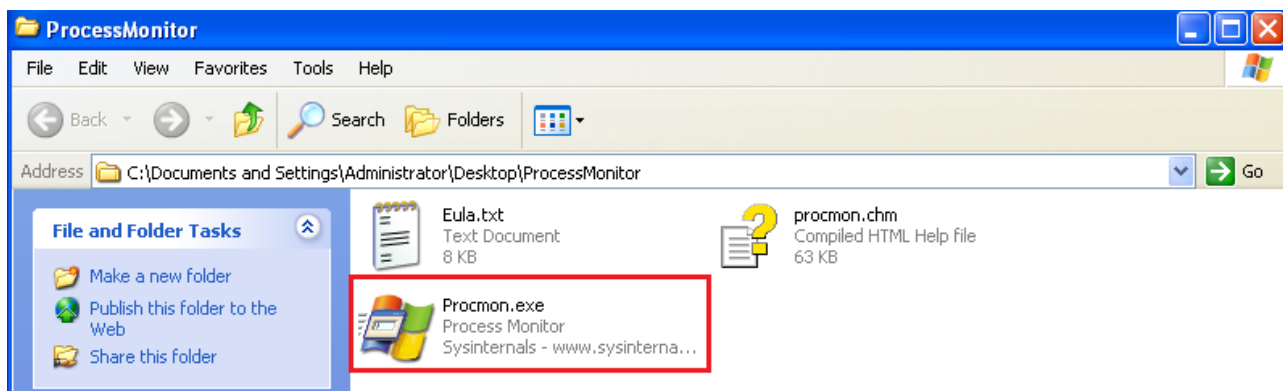 ProcessMonitor
File Edit View Favorites Tools Help
Back Search Folders
Address C:\Documents and Settings\Administrator\Desktop\ProcessMonitor Go
File and Folder Tasks
Make a new folder
Publish this folder to the
Web
Share this folder
Eula.txt
Text Document
8 KB
procmon.chm
Compiled HTML Help file
63 KB
Procmon.exe
Process Monitor
Sysinternals - www.sysinterna...